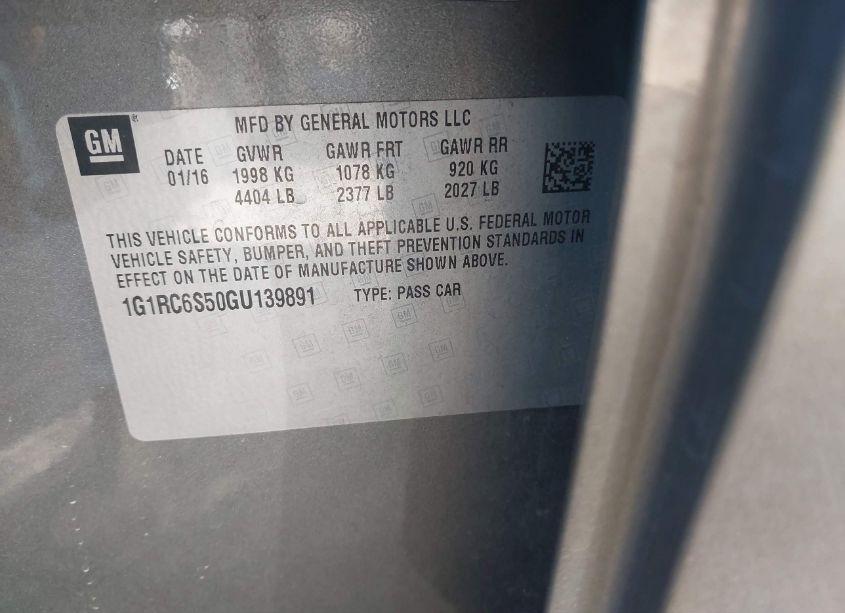 GM
MFD BY GENERAL MOTORS LLC
DATE GVWR GAWR FRT GAWR RR
01/16 1998 KG 1078 KG 920 KG
4404 LB 2377 LB 2027 LB
THIS VEHICLE CONFORMS TO ALL APPLICABLE U.S. FEDERAL MOTOR
VEHICLE SAFETY, BUMPER, AND THEFT PREVENTION STANDARDS IN
EFFECT ON THE DATE OF MANUFACTURE SHOWN ABOVE.
1G1RC6S50GU139891 TYPE: PASS CAR